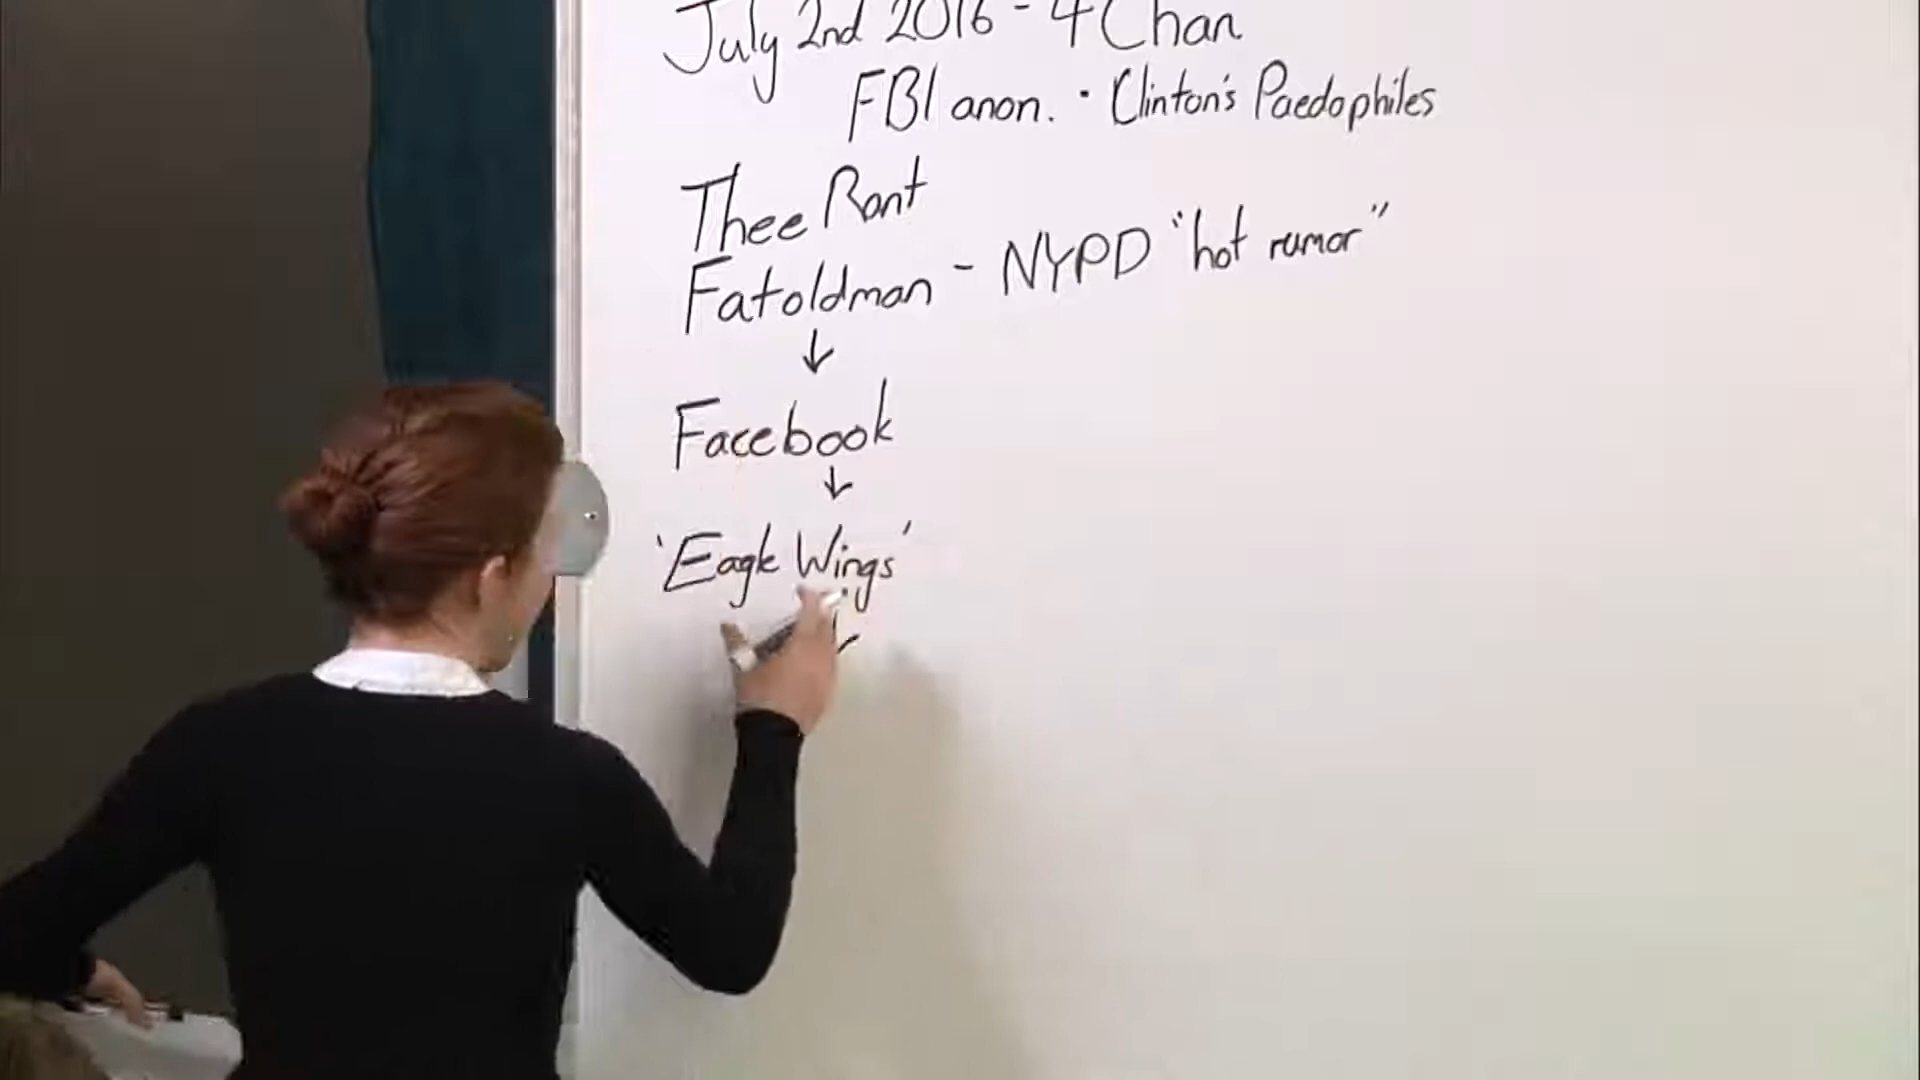 July 2nd 2016 - 4Chan
FBI anon. · Clinton's Paedophiles
Thee Rant
Fatoldman - NYPD "hot rumor"
↓
Facebook
↓
'Eagle Wings'